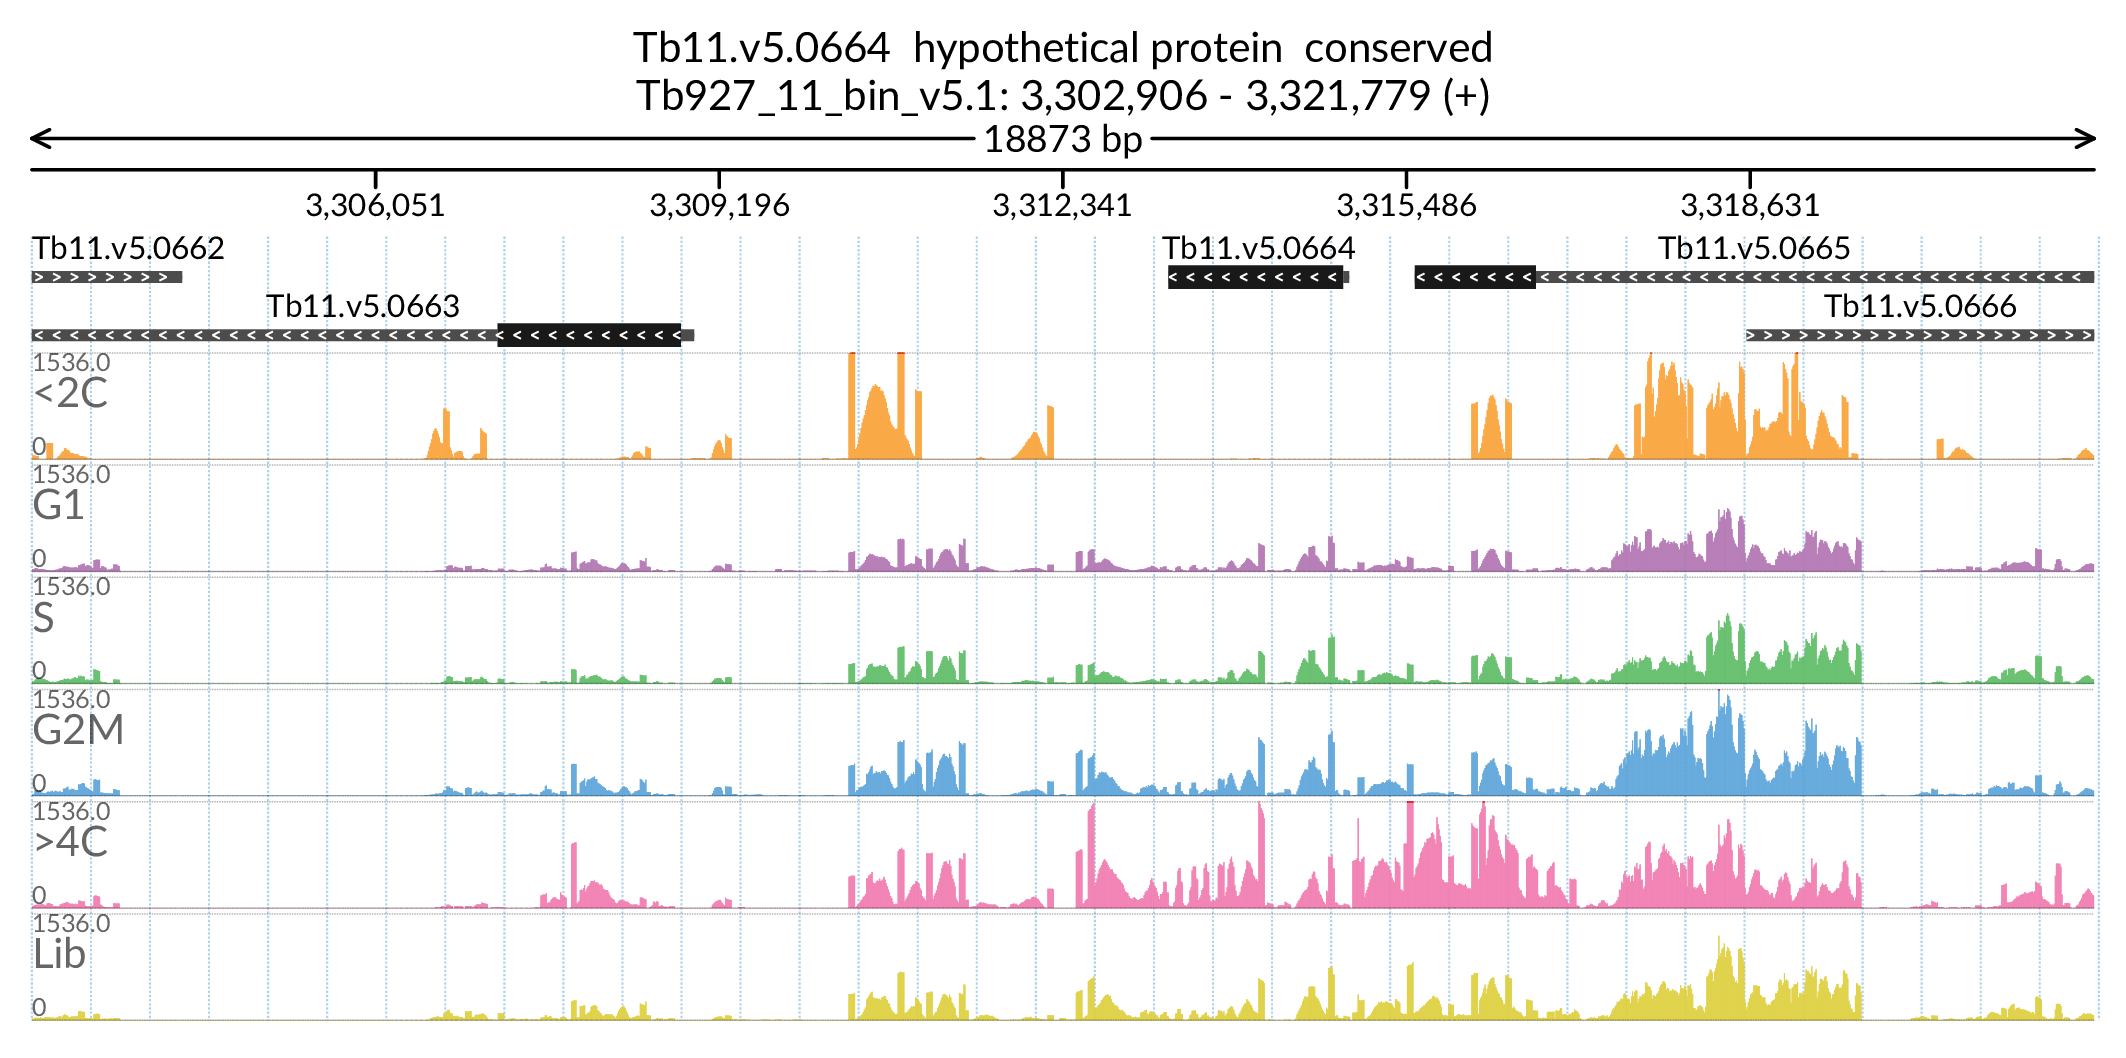 Tb11.v5.0664  hypothetical protein  conserved
Tb927_11_bin_v5.1: 3,302,906 - 3,321,779 (+)
18873 bp
3,306,051 3,309,196 3,312,341 3,315,486 3,318,631
Tb11.v5.0662 Tb11.v5.0664 Tb11.v5.0665
Tb11.v5.0663 Tb11.v5.0666
1536.0
<2C
0
1536.0
G1
0
1536.0
S
0
1536.0
G2M
0
1536.0
>4C
0
1536.0
Lib
0